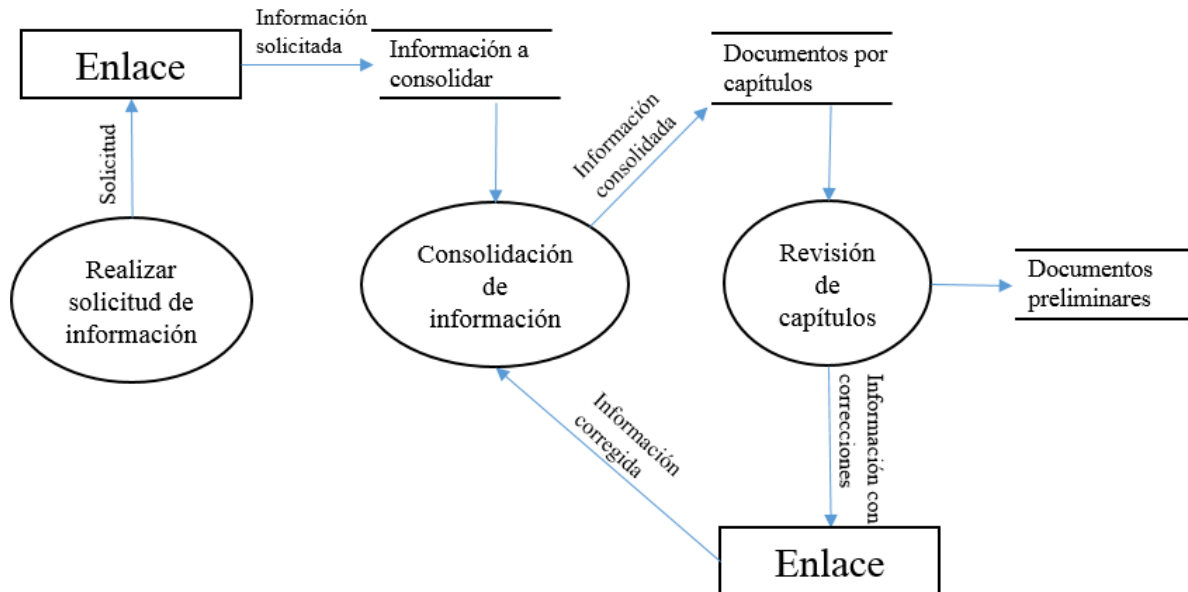 Información
solicitada
Enlace
Información a
consolidar
Documentos por
capítulos
Solicitud
Información
consolidada
Realizar
solicitud de
información
Consolidación
de
información
Revisión
de
capítulos
Documentos
preliminares
Información
corregida
Información con
correcciones
Enlace